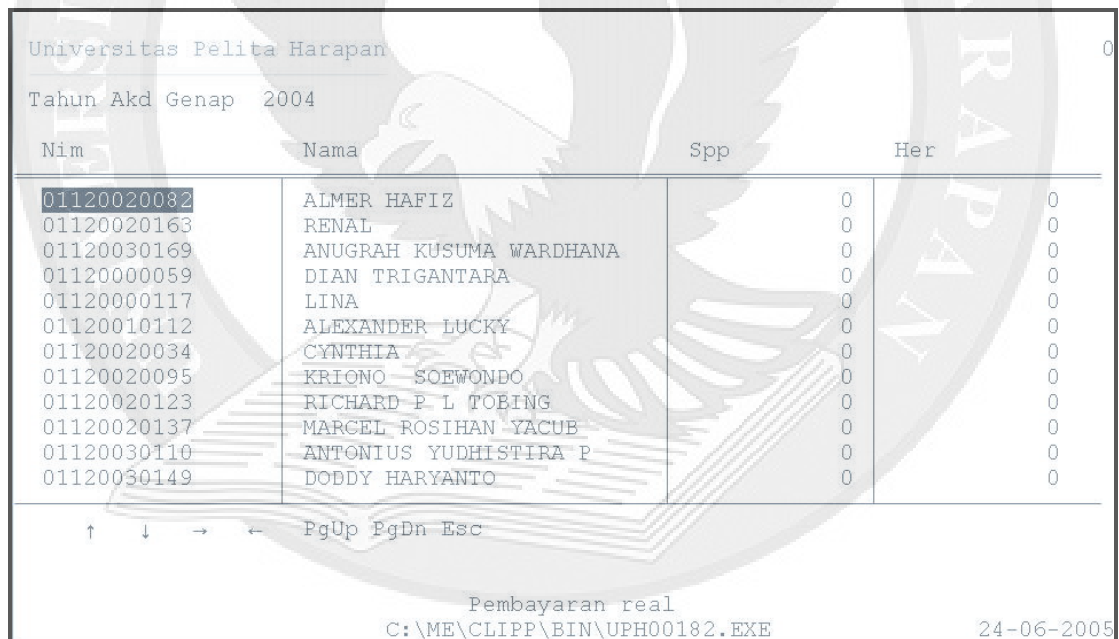 Universitas Pelita Harapan 0
Tahun Akd Genap 2004
Nim Nama Spp Her
01120020082 ALMER HAFIZ 0 0
01120020163 RENAL 0 0
01120030169 ANUGRAH KUSUMA WARDHANA 0 0
01120000059 DIAN TRIGANTARA 0 0
01120000117 LINA 0 0
01120010112 ALEXANDER LUCKY 0 0
01120020034 CYNTHIA 0 0
01120020095 KRIONO SOEWONDO 0 0
01120020123 RICHARD P L TOBING 0 0
01120020137 MARCEL ROSIHAN YACUB 0 0
01120030110 ANTONIUS YUDHISTIRA P 0 0
01120030149 DODDY HARYANTO 0 0
↑ ↓ → ← PgUp PgDn Esc
Pembayaran real
C:\ME\CLIPP\BIN\UPH00182.EXE 24-06-2005